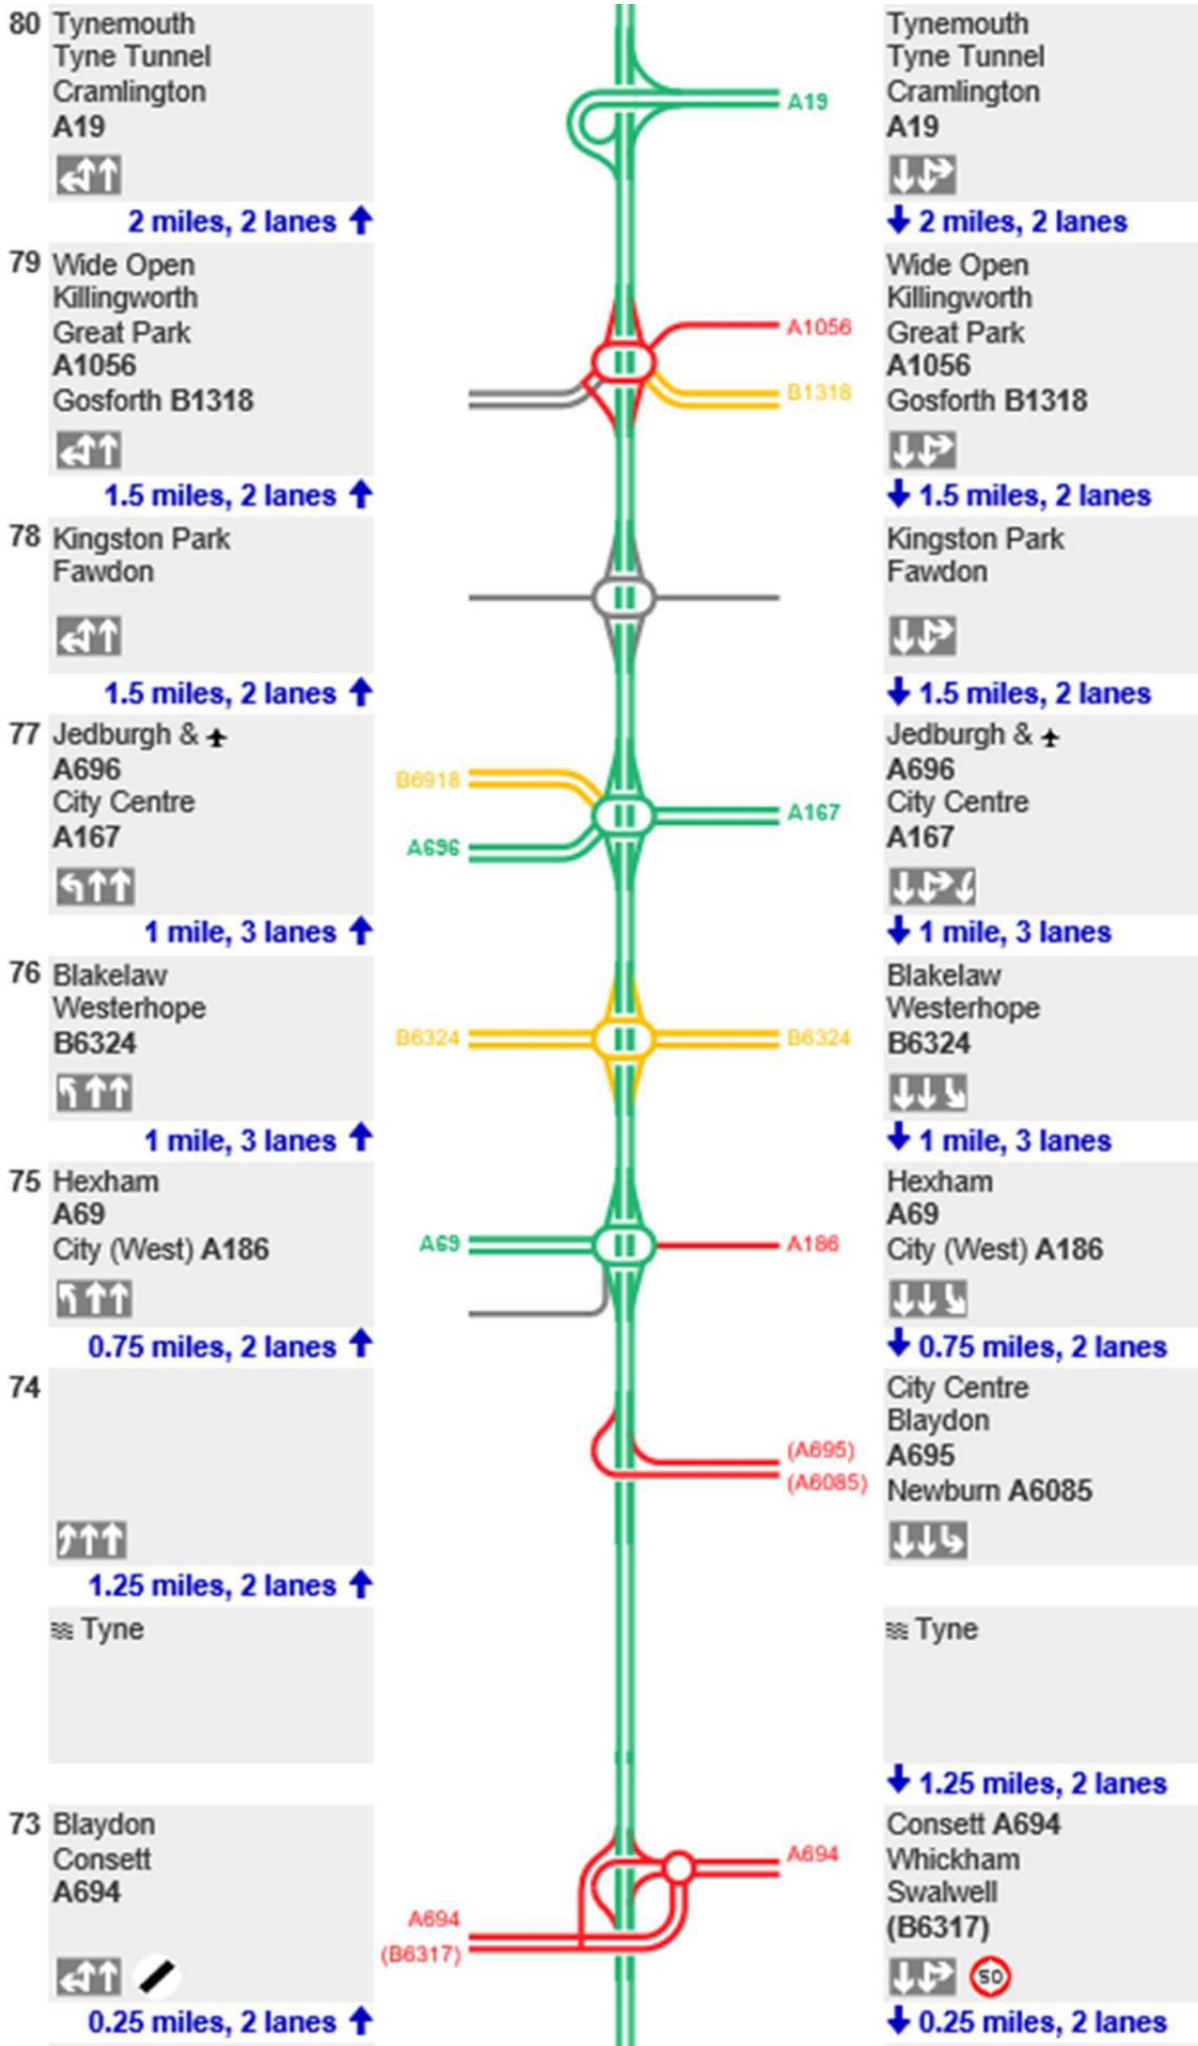 80 Tynemouth
Tyne Tunnel
Cramlington
A19
2 miles, 2 lanes
A19
Tynemouth
Tyne Tunnel
Cramlington
A19
2 miles, 2 lanes
79 Wide Open
Killingworth
Great Park
A1056
Gosforth B1318
1.5 miles, 2 lanes
A1056
B1318
Wide Open
Killingworth
Great Park
A1056
Gosforth B1318
1.5 miles, 2 lanes
78 Kingston Park
Fawdon
1.5 miles, 2 lanes
Kingston Park
Fawdon
1.5 miles, 2 lanes
77 Jedburgh &
A696
City Centre
A167
1 mile, 3 lanes
B6918
A696
A167
Jedburgh &
A696
City Centre
A167
1 mile, 3 lanes
76 Blakelaw
Westerhope
B6324
1 mile, 3 lanes
B6324
B6324
Blakelaw
Westerhope
B6324
1 mile, 3 lanes
75 Hexham
A69
City (West) A186
0.75 miles, 2 lanes
A69
A186
Hexham
A69
City (West) A186
0.75 miles, 2 lanes
74
1.25 miles, 2 lanes
(A695)
(A6085)
City Centre
Blaydon
A695
Newburn A6085
Tyne
Tyne
1.25 miles, 2 lanes
73 Blaydon
Consett
A694
0.25 miles, 2 lanes
A694
(B6317)
A694
Consett A694
Whickham
Swalwell
(B6317)
50
0.25 miles, 2 lanes